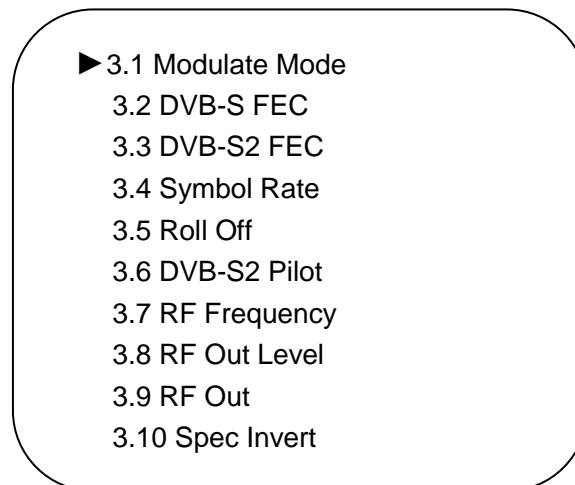 ►3.1 Modulate Mode
3.2 DVB-S FEC
3.3 DVB-S2 FEC
3.4 Symbol Rate
3.5 Roll Off
3.6 DVB-S2 Pilot
3.7 RF Frequency
3.8 RF Out Level
3.9 RF Out
3.10 Spec Invert